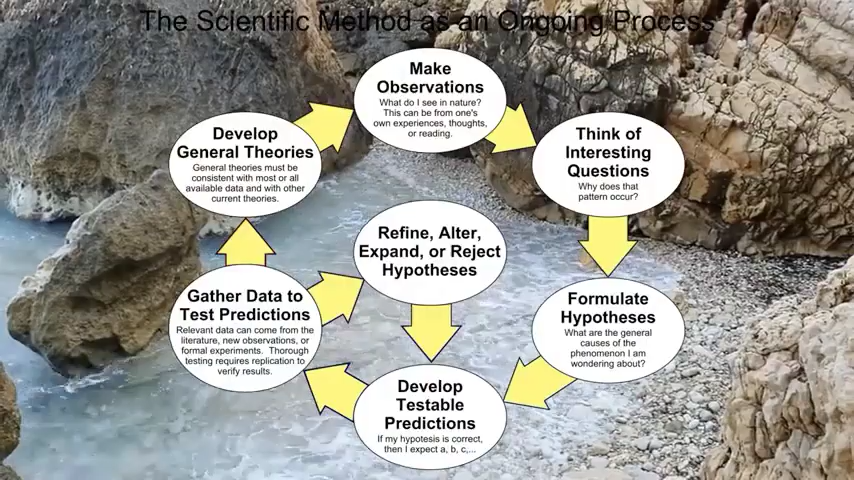 The Scientific Method as an Ongoing Process
Make
Observations
What do I see in nature?
This can be from one's
own experiences, thoughts,
or reading.
Think of
Interesting
Questions
Why does that
pattern occur?
Formulate
Hypotheses
What are the general
causes of the
phenomenon I am
wondering about?
Develop
Testable
Predictions
If my hypotesis is correct,
then I expect a, b, c,...
Gather Data to
Test Predictions
Relevant data can come from the
literature, new observations, or
formal experiments. Thorough
testing requires replication to
verify results.
Refine, Alter,
Expand, or Reject
Hypotheses
Develop
General Theories
General theories must be
consistent with most or all
available data and with other
current theories.